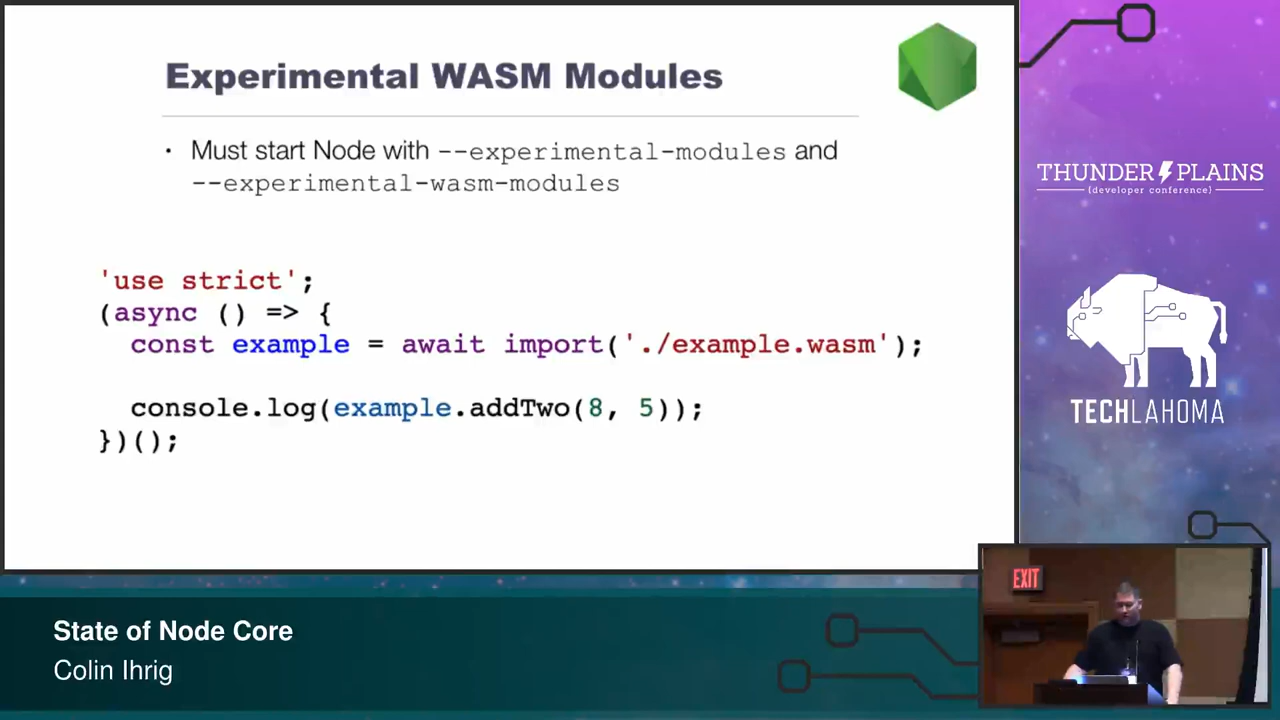 Experimental WASM Modules
• Must start Node with --experimental-modules and
--experimental-wasm-modules
'use strict';
(async () => {
const example = await import('./example.wasm');
console.log(example.addTwo(8, 5));
})();
THUNDER PLAINS
{developer conference}
TECHLAHOMA
EXIT
State of Node Core
Colin Ihrig